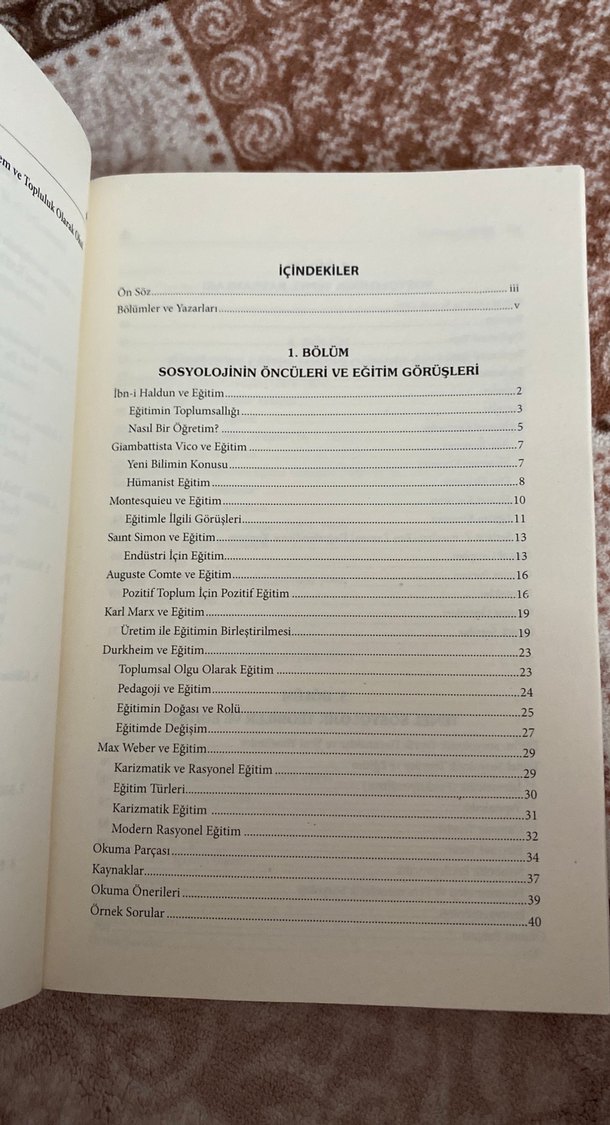 em ve Topluluk Olarak
İÇİNDEKİLER
Ön Söz iii
Bölümler ve Yazarları v
1. BÖLÜM
SOSYOLOJİNİN ÖNCÜLERİ VE EĞİTİM GÖRÜŞLERİ
İbn-i Haldun ve Eğitim 2
Eğitimin Toplumsallığı 3
Nasıl Bir Öğretim? 5
Giambattista Vico ve Eğitim 7
Yeni Bilimin Konusu 7
Hümanist Eğitim 8
Montesquieu ve Eğitim 10
Eğitimle İlgili Görüşleri 11
Saınt Simon ve Eğitim 13
Endüstri İçin Eğitim 13
Auguste Comte ve Eğitim 16
Pozitif Toplum İçin Pozitif Eğitim 16
Karl Marx ve Eğitim 19
Üretim ile Eğitimin Birleştirilmesi 19
Durkheim ve Eğitim 23
Toplumsal Olgu Olarak Eğitim 23
Pedagoji ve Eğitim 24
Eğitimin Doğası ve Rolü 25
Eğitimde Değişim 27
Max Weber ve Eğitim 29
Karizmatik ve Rasyonel Eğitim 29
Eğitim Türleri 30
Karizmatik Eğitim 31
Modern Rasyonel Eğitim 32
Okuma Parçası 34
Kaynaklar 37
Okuma Önerileri 39
Örnek Sorular 40